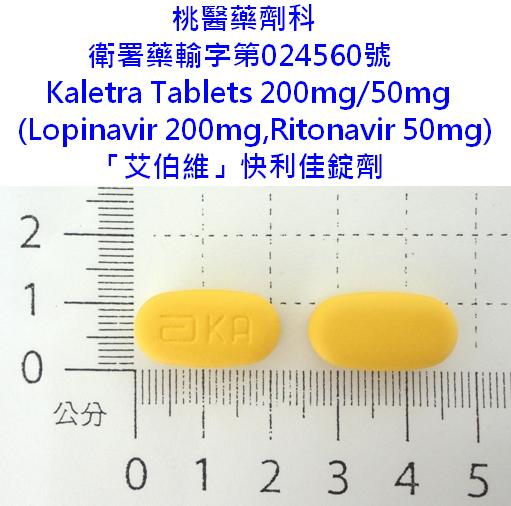 桃醫藥劑科
衛署藥輸字第024560號
Kaletra Tablets 200mg/50mg
(Lopinavir 200mg,Ritonavir 50mg)
「艾伯維」快利佳錠劑
2
1
0
KA
公分
0 1 2 3 4 5